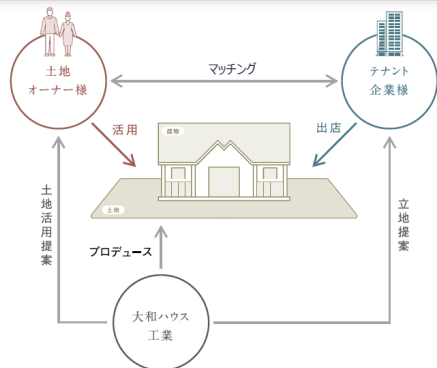 土地
オーナー様
マッチング
テナント
企業様
活用
出店
建物
土地
土地活用提案
プロデュース
立地提案
大和ハウス
工業